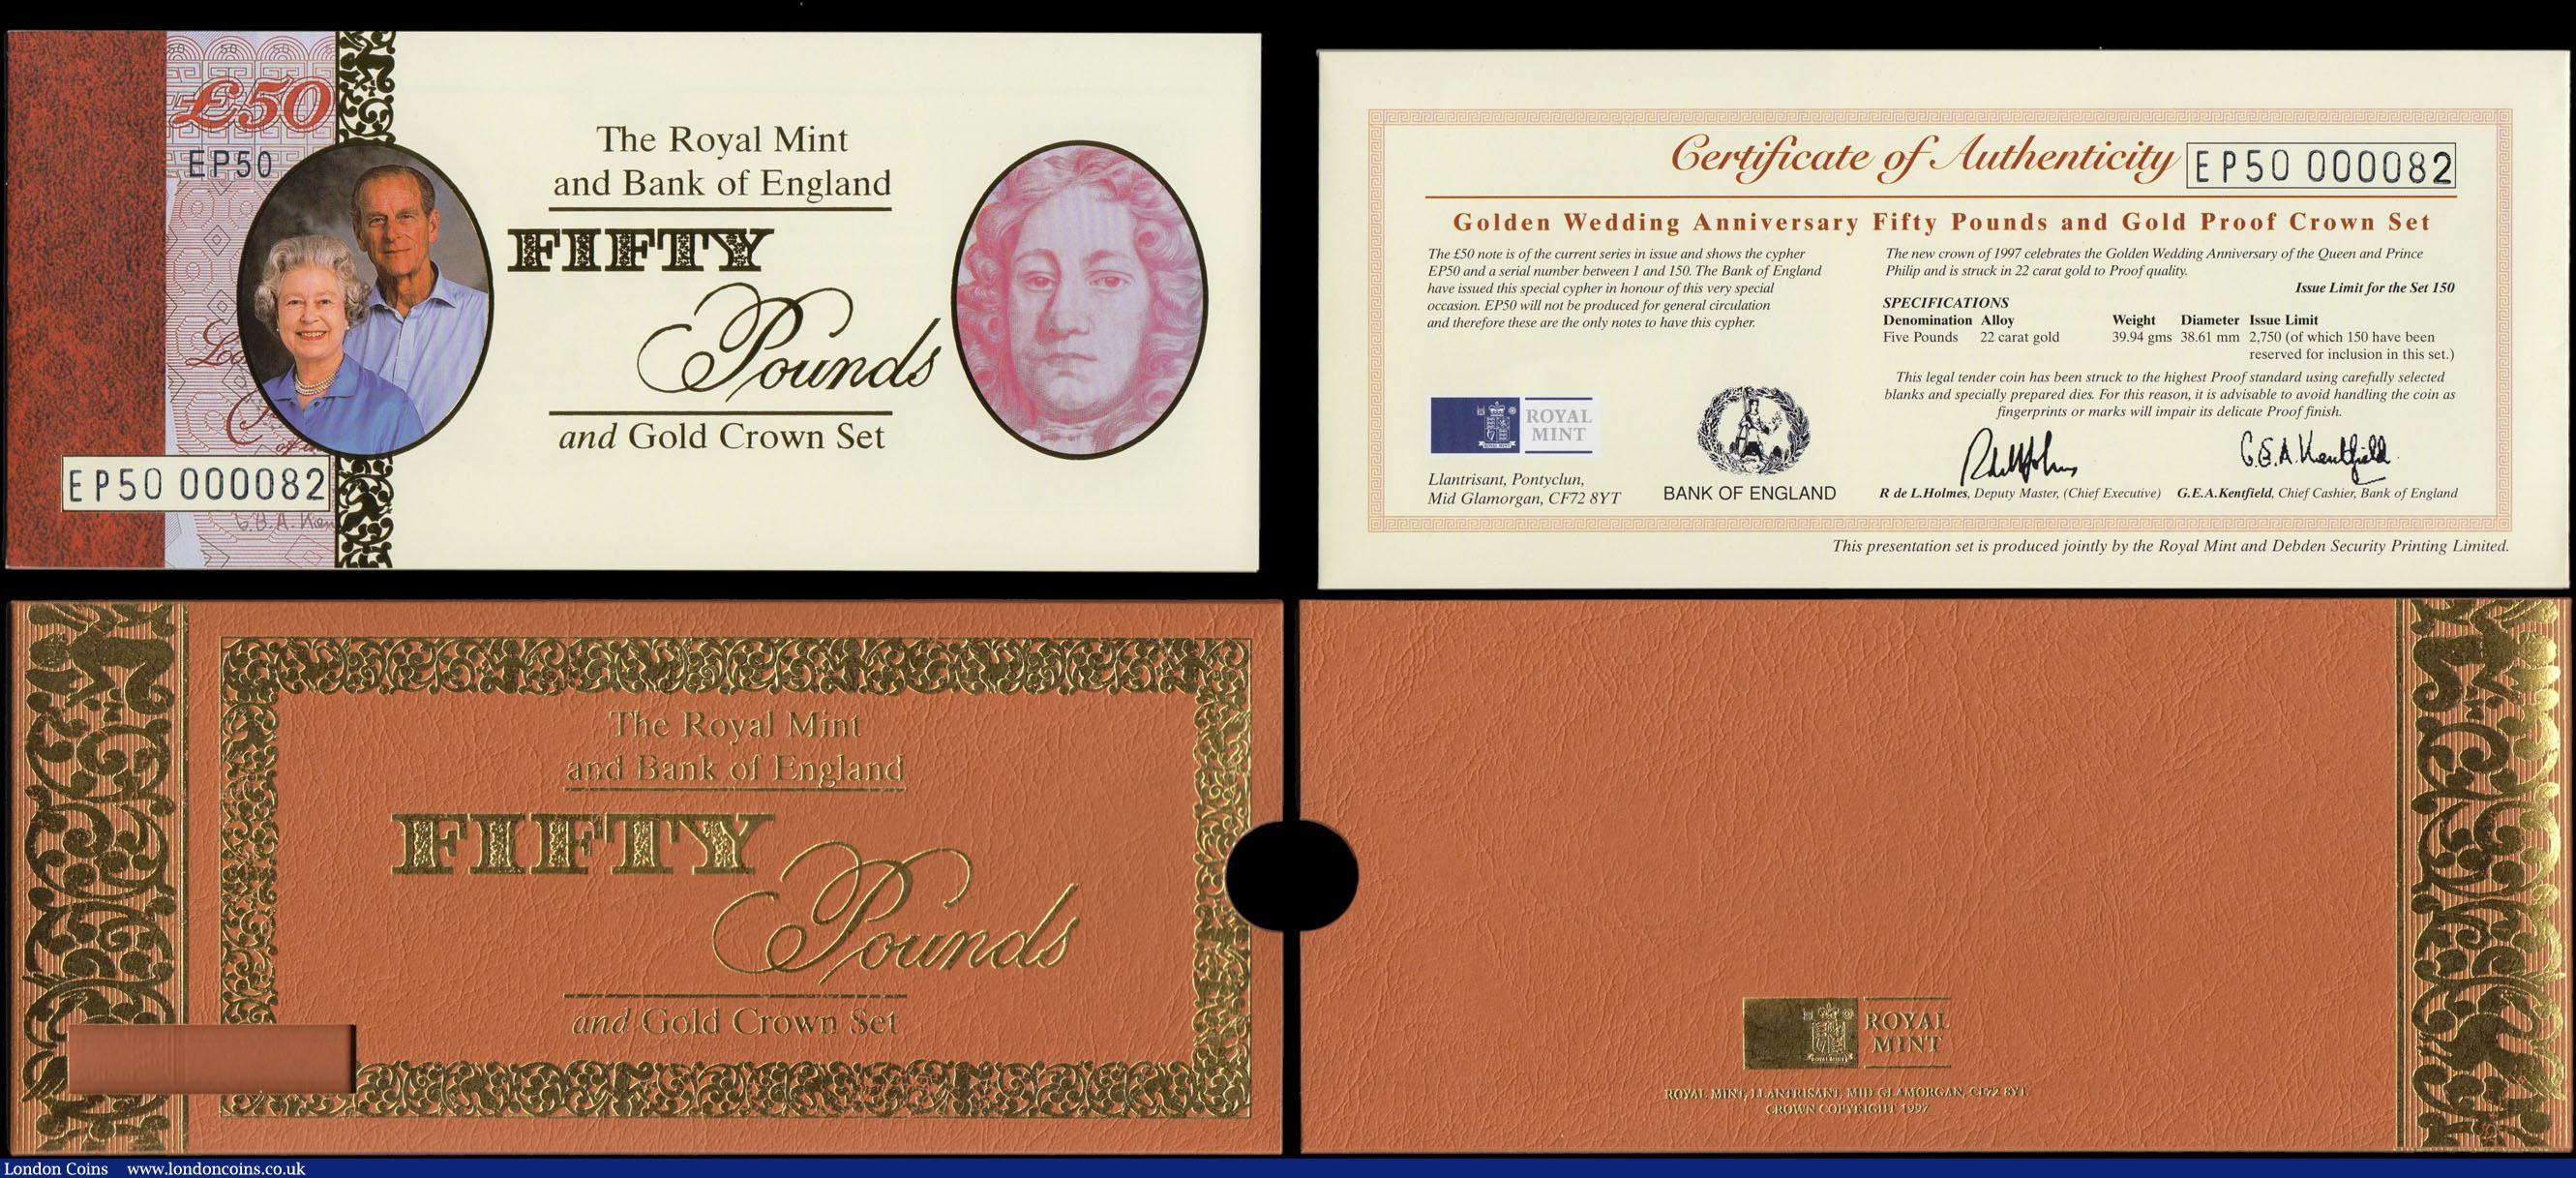 £50
EP50
The Royal Mint
and Bank of England
FIFTY
Pounds
and Gold Crown Set
EP50 000082
G.E.A. Ken
Certificate of Authenticity
EP50 000082
Golden Wedding Anniversary Fifty Pounds and Gold Proof Crown Set
The £50 note is of the current series in issue and shows the cypher
EP50 and a serial number between 1 and 150. The Bank of England
have issued this special cypher in honour of this very special
occasion. EP50 will not be produced for general circulation
and therefore these are the only notes to have this cypher.
The new crown of 1997 celebrates the Golden Wedding Anniversary of the Queen and Prince
Philip and is struck in 22 carat gold to Proof quality.
Issue Limit for the Set 150
SPECIFICATIONS
Denomination Alloy Weight Diameter Issue Limit
Five Pounds 22 carat gold 39.94 gms 38.61 mm 2,750 (of which 150 have been
reserved for inclusion in this set.)
This legal tender coin has been struck to the highest Proof standard using carefully selected
blanks and specially prepared dies. For this reason, it is advisable to avoid handling the coin as
fingerprints or marks will impair its delicate Proof finish.
ROYAL
MINT
Llantrisant, Pontyclun,
Mid Glamorgan, CF72 8YT
BANK OF ENGLAND
G.E.A. Kentfield
R de L.Holmes, Deputy Master, (Chief Executive) G.E.A.Kentfield, Chief Cashier, Bank of England
This presentation set is produced jointly by the Royal Mint and Debden Security Printing Limited.
The Royal Mint
and Bank of England
FIFTY
Pounds
and Gold Crown Set
ROYAL
MINT
ROYAL MINT, LLANTRISANT, MID GLAMORGAN, CF72 8YT
CROWN COPYRIGHT 1997
London Coins www.londoncoins.co.uk